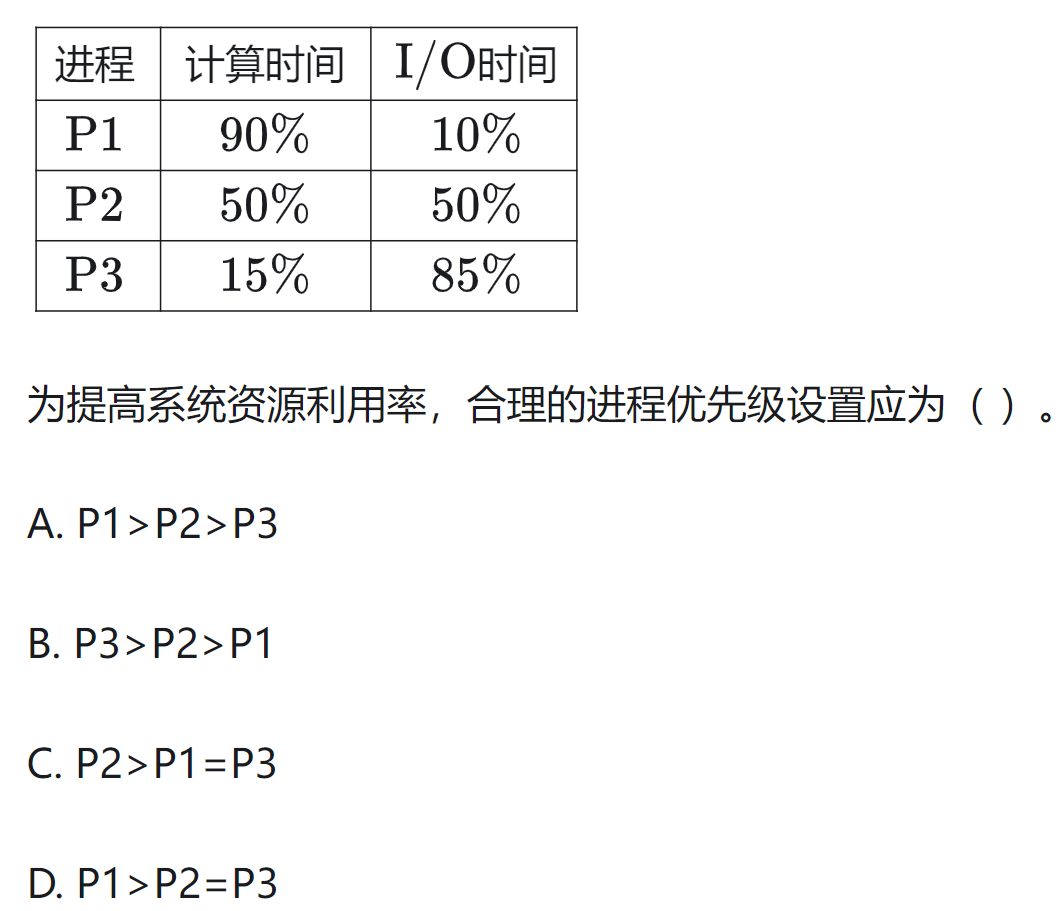 进程 计算时间 I/O时间
P1 90% 10%
P2 50% 50%
P3 15% 85%
为提高系统资源利用率，合理的进程优先级设置应为（ ）。
A. P1>P2>P3
B. P3>P2>P1
C. P2>P1=P3
D. P1>P2=P3